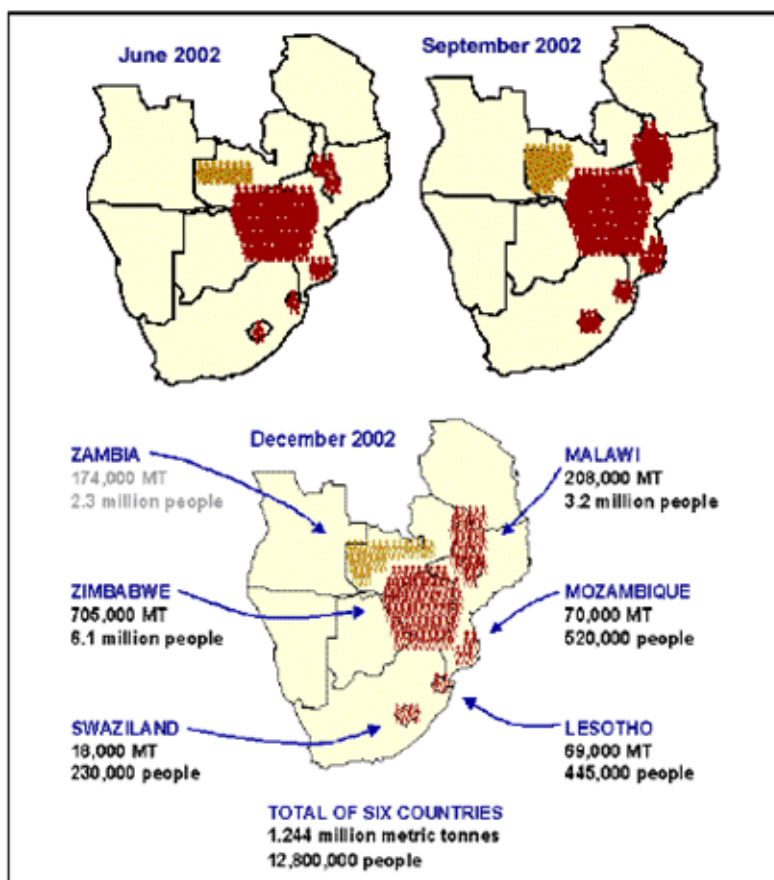 June 2002
September 2002
December 2002
ZAMBIA
174,000 MT
2.3 million people
MALAWI
208,000 MT
3.2 million people
ZIMBABWE
705,000 MT
6.1 million people
MOZAMBIQUE
70,000 MT
520,000 people
SWAZILAND
18,000 MT
230,000 people
LESOTHO
69,000 MT
445,000 people
TOTAL OF SIX COUNTRIES
1.244 million metric tonnes
12,800,000 people